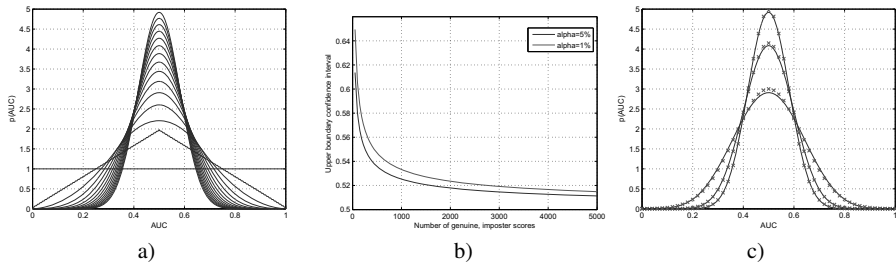 5
4.5
4
3.5
3
2.5
2
1.5
1
0.5
0
p(AUC)
0 0.2 0.4 0.6 0.8 1
AUC
a)
0.64
0.62
0.6
0.58
0.56
0.54
0.52
0.5
Upper boundary confidence interval
alpha=5%
alpha=1%
0 1000 2000 3000 4000 5000
Number of genuine, imposter scores
b)
5
4.5
4
3.5
3
2.5
2
1.5
1
0.5
0
p(AUC)
0 0.2 0.4 0.6 0.8 1
AUC
c)